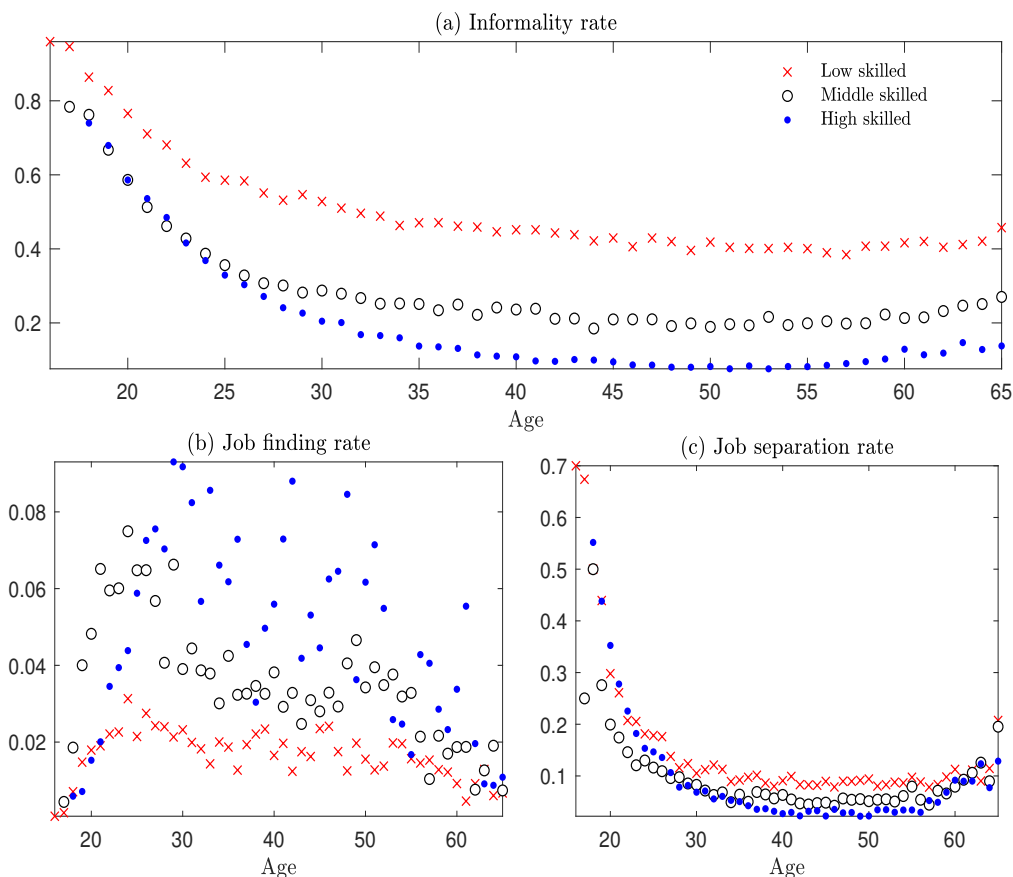 (a) Informality rate
Low skilled
Middle skilled
High skilled
0.8
0.6
0.4
0.2
20 25 30 35 40 45 50 55 60 65
Age
(b) Job finding rate
0.08
0.06
0.04
0.02
20 30 40 50 60
Age
(c) Job separation rate
0.7
0.6
0.5
0.4
0.3
0.2
0.1
20 30 40 50 60
Age